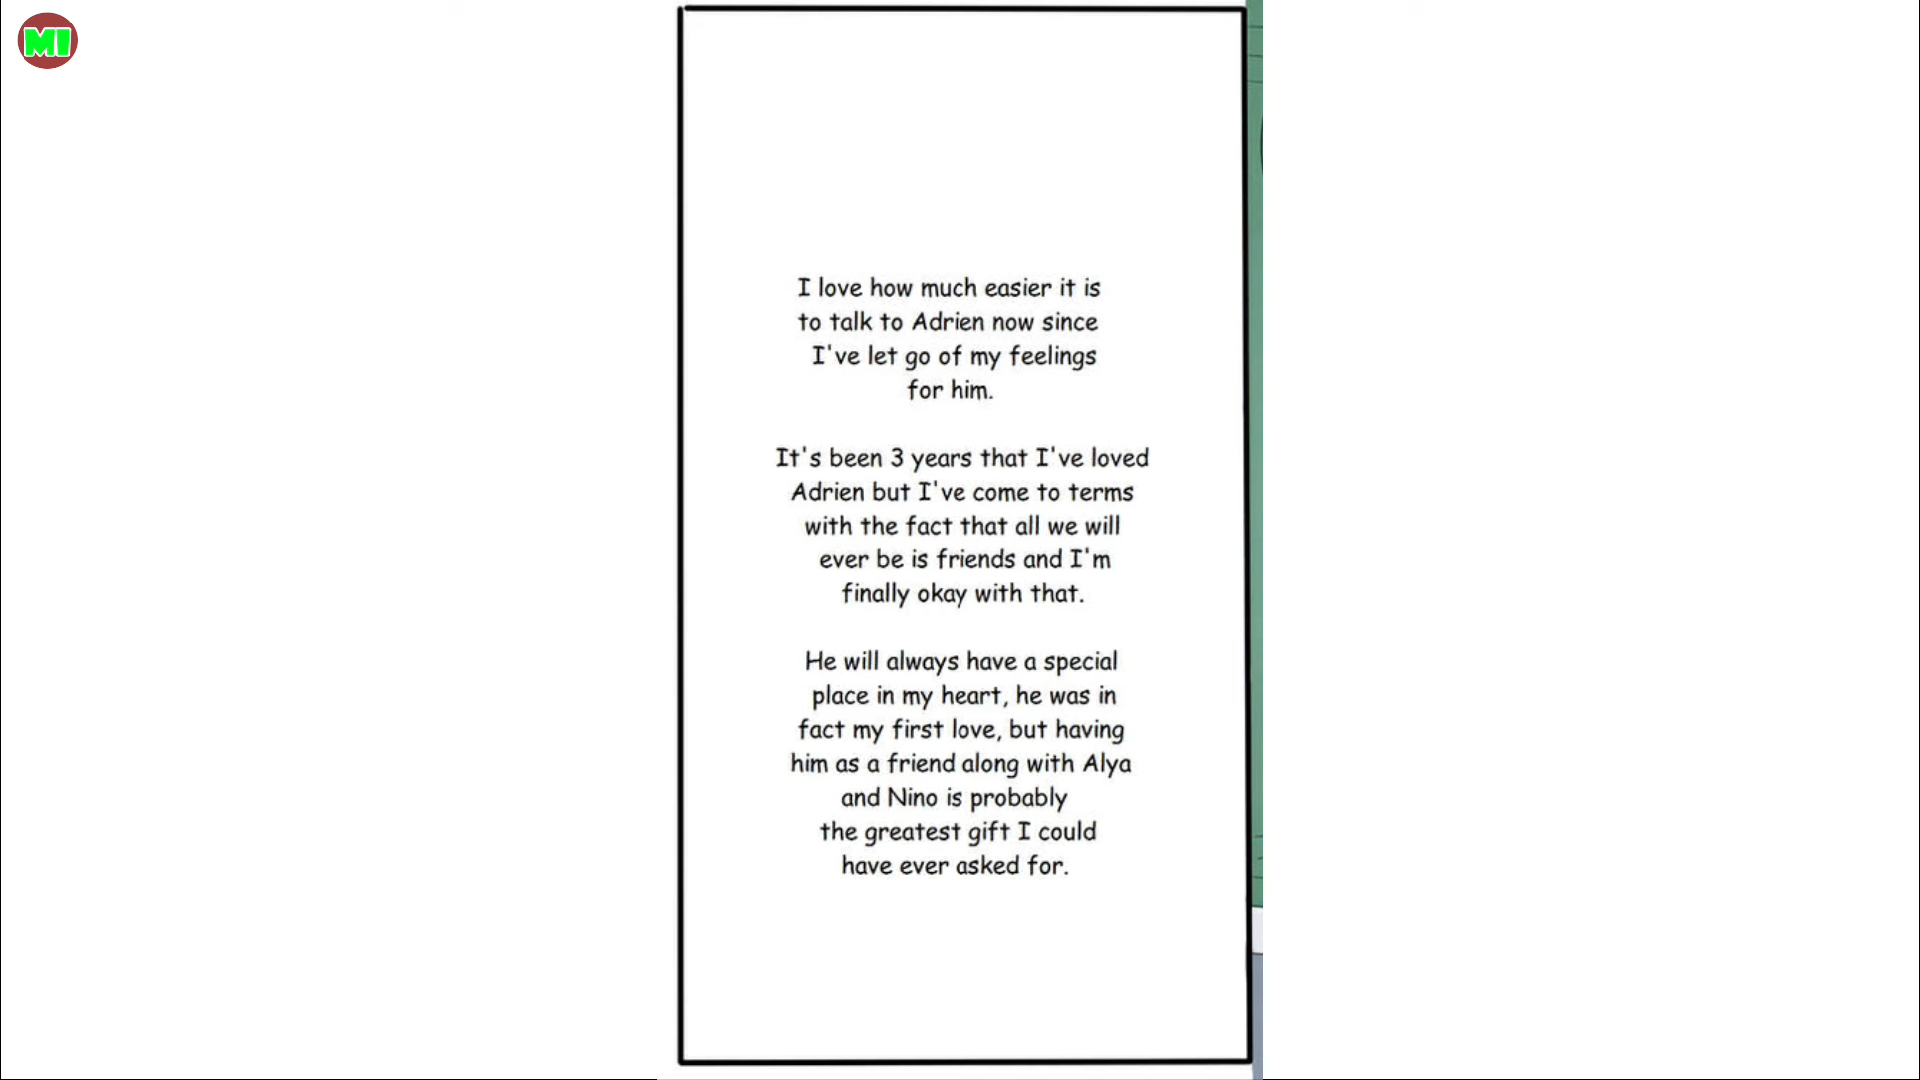 MI
I love how much easier it is
to talk to Adrien now since
I've let go of my feelings
for him.
It's been 3 years that I've loved
Adrien but I've come to terms
with the fact that all we will
ever be is friends and I'm
finally okay with that.
He will always have a special
place in my heart, he was in
fact my first love, but having
him as a friend along with Alya
and Nino is probably
the greatest gift I could
have ever asked for.